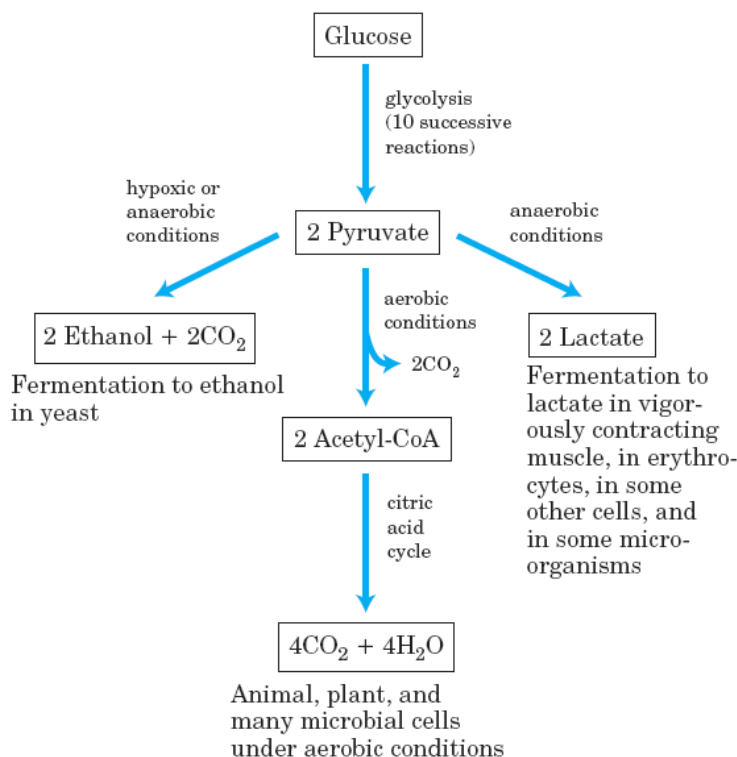 Glucose
glycolysis
(10 successive
reactions)
hypoxic or
anaerobic
conditions
2 Pyruvate
anaerobic
conditions
2 Ethanol + 2CO₂
Fermentation to ethanol
in yeast
aerobic
conditions
2CO₂
2 Lactate
Fermentation to
lactate in vigor-
ously contracting
muscle, in erythro-
cytes, in some
other cells, and
in some micro-
organisms
2 Acetyl-CoA
citric
acid
cycle
4CO₂ + 4H₂O
Animal, plant, and
many microbial cells
under aerobic conditions